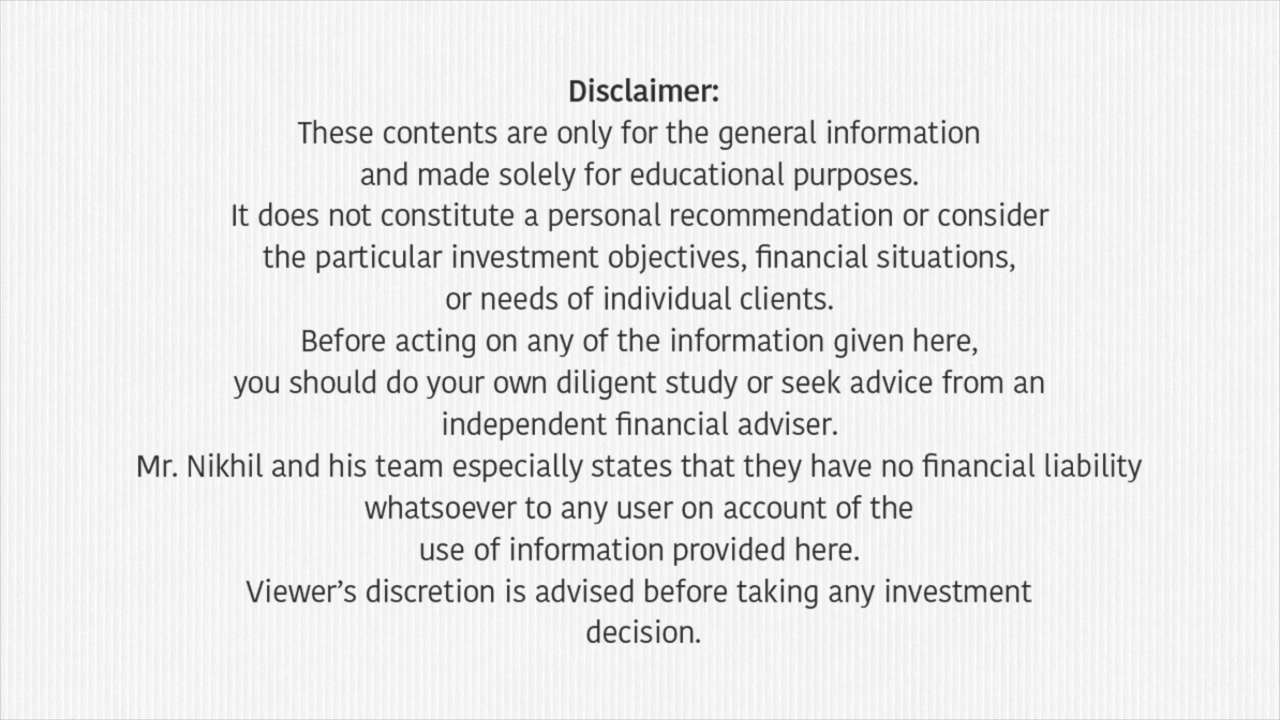 Disclaimer:
These contents are only for the general information
and made solely for educational purposes.
It does not constitute a personal recommendation or consider
the particular investment objectives, financial situations,
or needs of individual clients.
Before acting on any of the information given here,
you should do your own diligent study or seek advice from an
independent financial adviser.
Mr. Nikhil and his team especially states that they have no financial liability
whatsoever to any user on account of the
use of information provided here.
Viewer’s discretion is advised before taking any investment
decision.